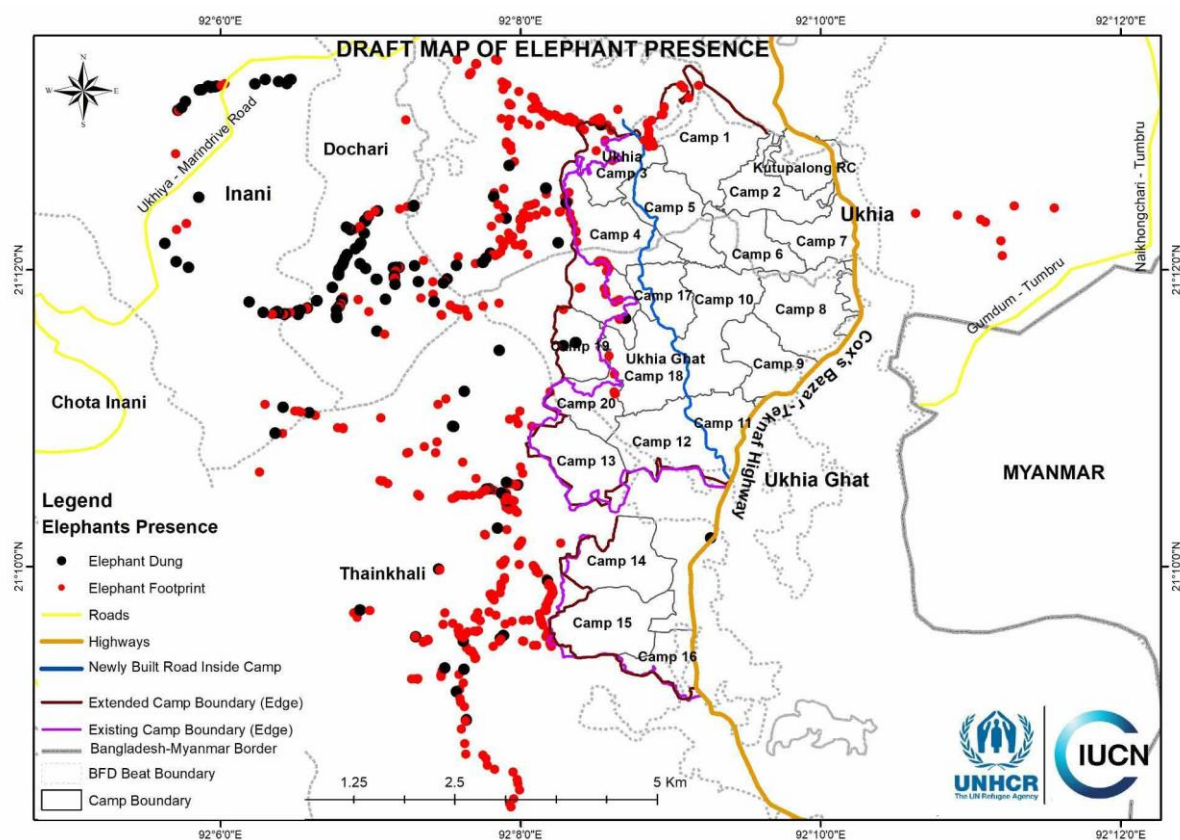 92°6'0"E
92°8'0"E
92°10'0"E
92°12'0"E
DRAFT MAP OF ELEPHANT PRESENCE
N
W
E
S
Ukhiya - Marindrive Road
Dochari
Inani
Chota Inani
Camp 1
Ukhia
Camp 3
Kutupalong RC
Camp 2
Camp 5
Ukhia
Camp 4
Camp 7
Camp 6
Naikhongchari - Tumbru
21°12'0"N
21°12'0"N
Camp 17
Camp 10
Camp 8
Gumdum - Tumbru
Camp 19
Ukhia Ghat
Camp 18
Camp 9
Cox's Bazar-Teknaf Highway
Camp 20
Camp 11
Camp 12
Camp 13
Ukhia Ghat
MYANMAR
21°10'0"N
21°10'0"N
Thainkhali
Camp 14
Camp 15
Camp 16
Legend
Elephants Presence
Elephant Dung
Elephant Footprint
Roads
Highways
Newly Built Road Inside Camp
Extended Camp Boundary (Edge)
Existing Camp Boundary (Edge)
Bangladesh-Myanmar Border
BFD Beat Boundary
Camp Boundary
1.25
2.5
5 Km
UNHCR
The UN Refugee Agency
IUCN
92°6'0"E
92°8'0"E
92°10'0"E
92°12'0"E